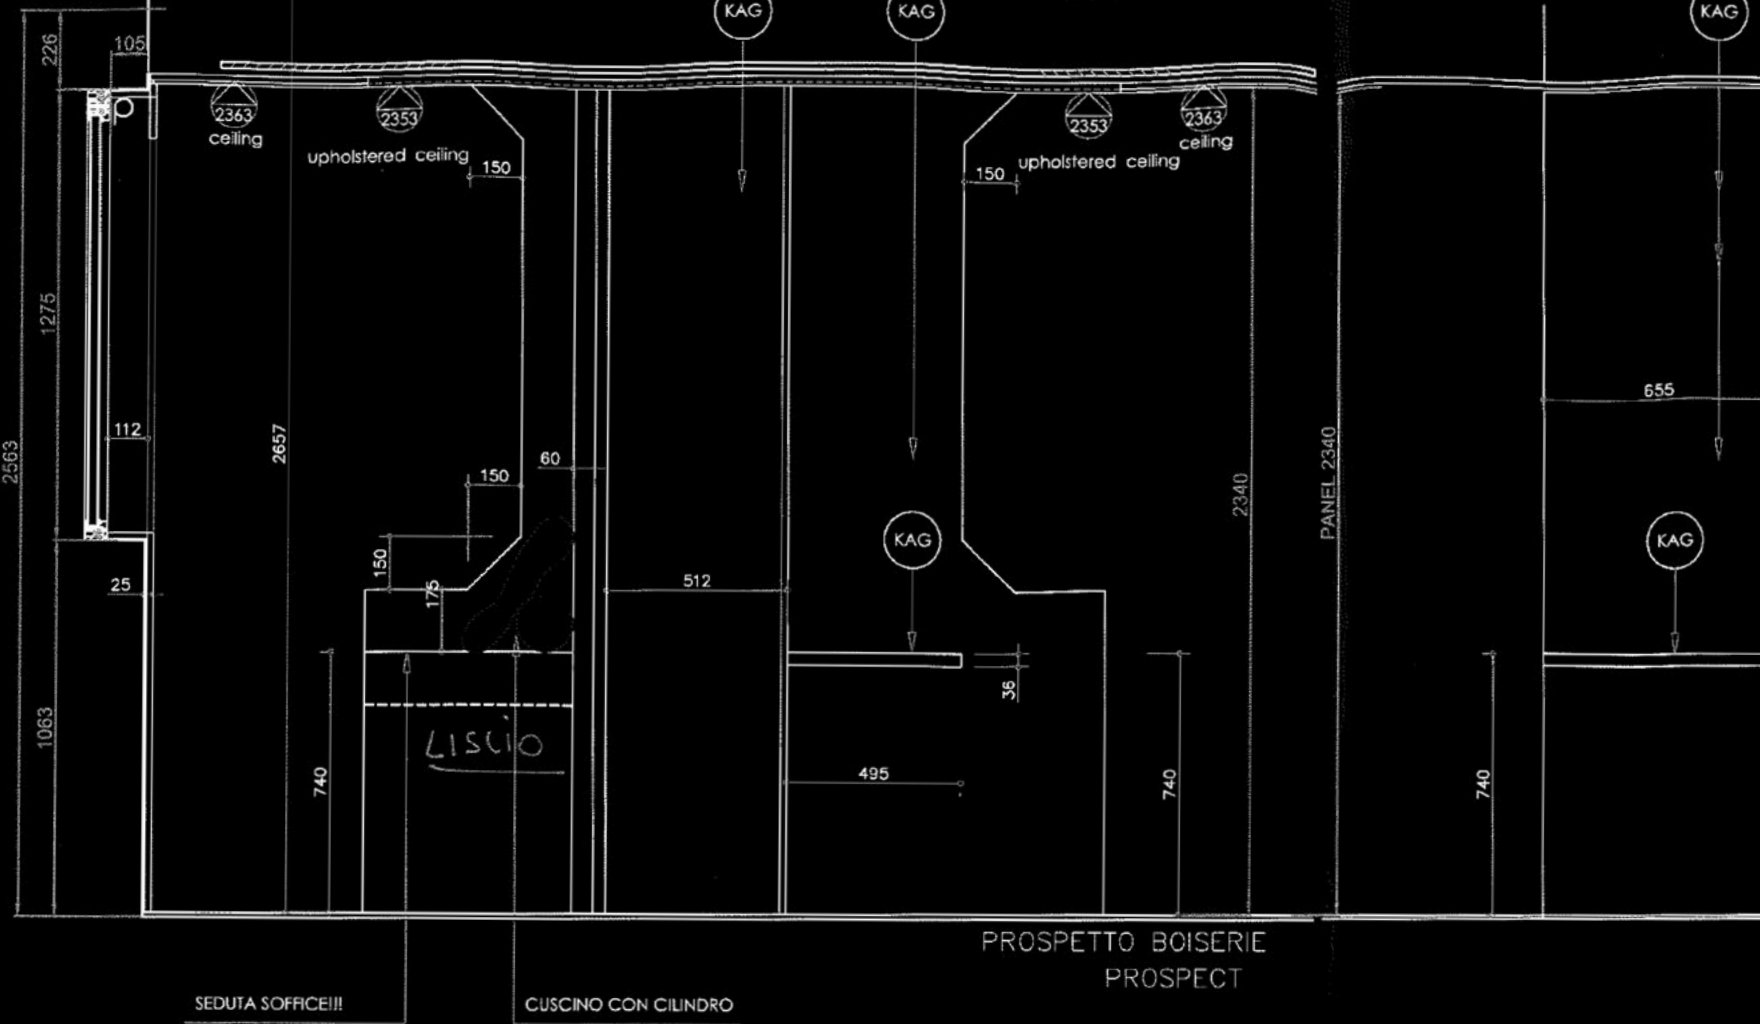 KAG
KAG
KAG
226
105
2363
ceiling
2353
upholstered ceiling
2353
upholstered ceiling
2363
ceiling
150
150
1275
655
112
2657
2563
60
150
2340
PANEL 2340
KAG
KAG
150
175
25
512
36
1063
LISCIO
740
495
740
740
PROSPETTO BOISERIE
PROSPECT
SEDUTA SOFFICE!!!
CUSCINO CON CILINDRO